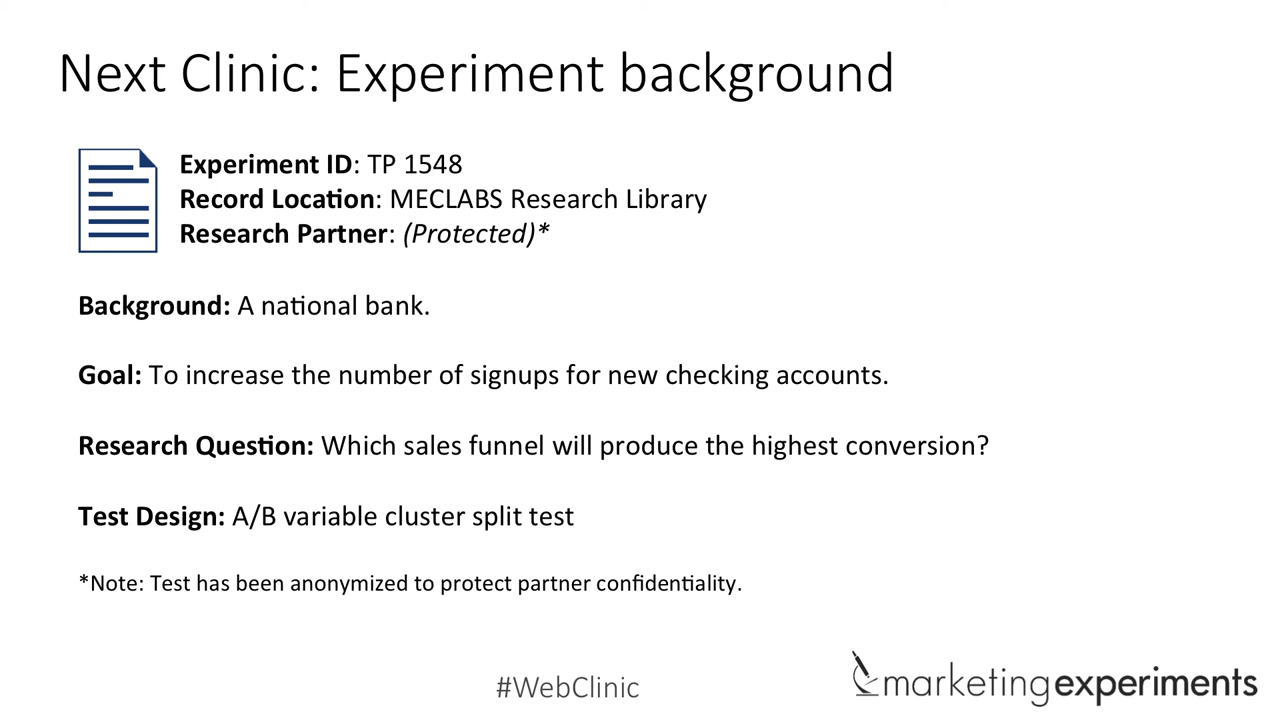 Next Clinic: Experiment background
Experiment ID: TP 1548
Record Location: MECLABS Research Library
Research Partner: (Protected)*
Background: A national bank.
Goal: To increase the number of signups for new checking accounts.
Research Question: Which sales funnel will produce the highest conversion?
Test Design: A/B variable cluster split test
*Note: Test has been anonymized to protect partner confidentiality.
#WebClinic
marketingexperiments